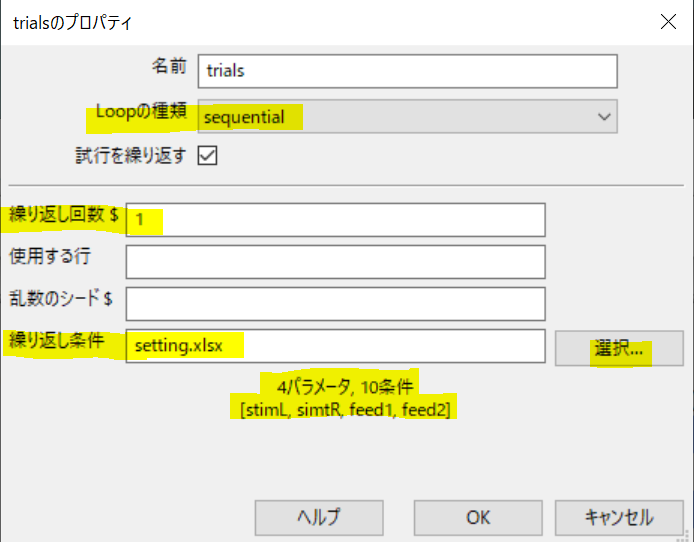 trialsのプロパティ
名前 trials
Loopの種類 sequential
試行を繰り返す
繰り返し回数 $ 1
使用する行
乱数のシード $
繰り返し条件 setting.xlsx 選択...
4パラメータ, 10条件
[stimL, simtR, feed1, feed2]
ヘルプ OK キャンセル